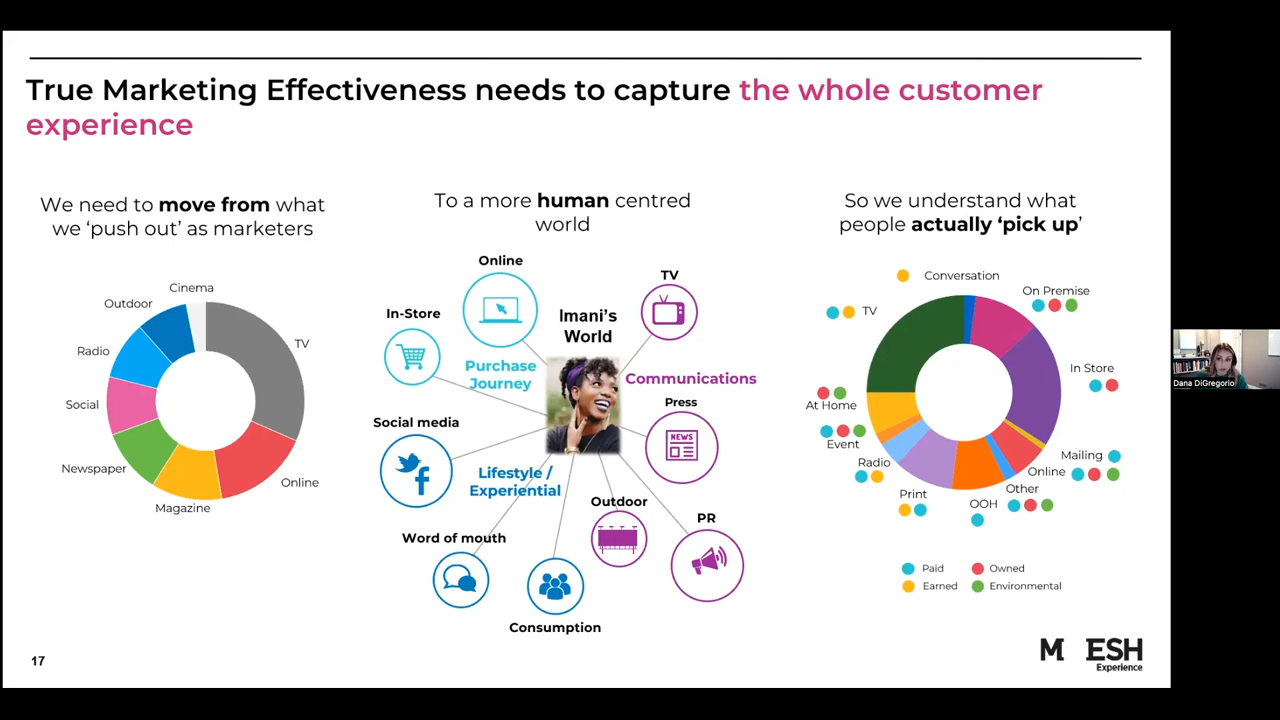 True Marketing Effectiveness needs to capture the whole customer
experience
We need to move from what
we ‘push out’ as marketers
Cinema
Outdoor
TV
Radio
Social
Newspaper
Online
Magazine
To a more human centred
world
Online
TV
In-Store
Imani’s
World
Purchase
Journey
Communications
Press
NEWS
Social media
Lifestyle /
Experiential
Outdoor
PR
Word of mouth
Consumption
So we understand what
people actually ‘pick up’
Conversation
On Premise
TV
In Store
At Home
Event
Mailing
Radio
Online
Print
Other
OOH
Paid
Owned
Earned
Environmental
17
M ESH
Experience
Dana DiGregorio